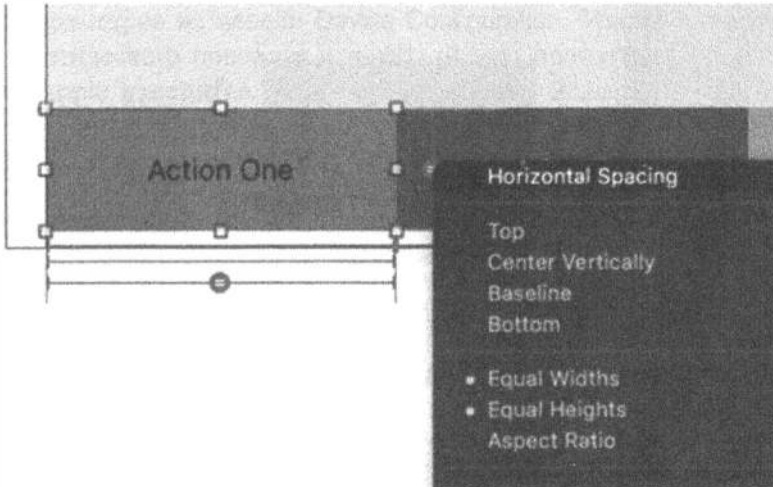 Action One
Horizontal Spacing
Top
Center Vertically
Baseline
Bottom
Equal Widths
Equal Heights
Aspect Ratio